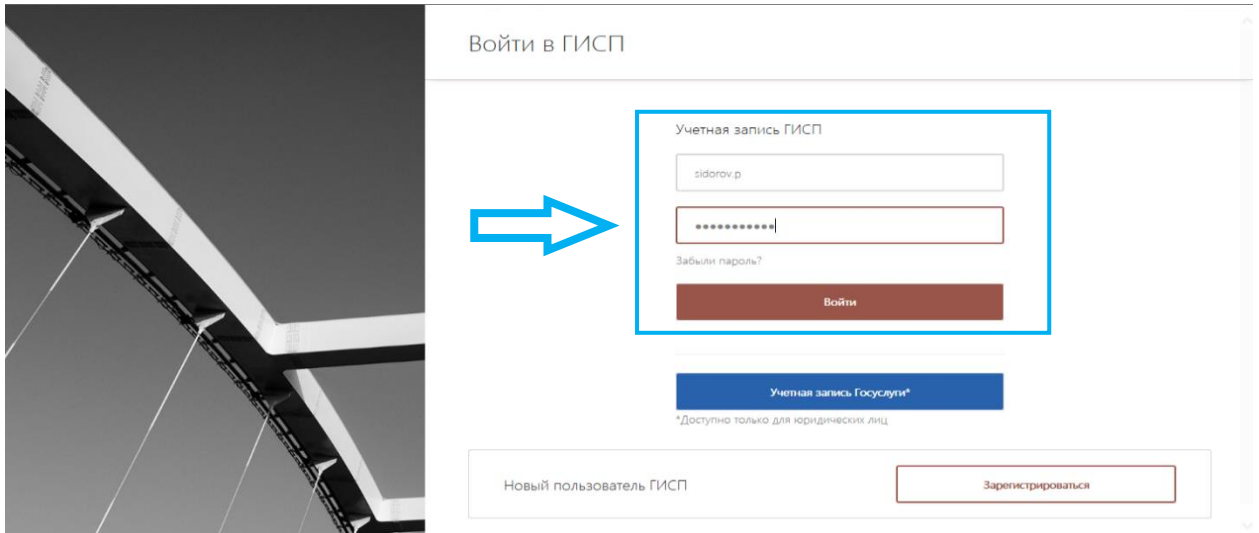 Войти в ГИСП
Учетная запись ГИСП
sidorov.p
Забыли пароль?
Войти
Учетная запись Госуслуги*
*Доступно только для юридических лиц
Новый пользователь ГИСП
Зарегистрироваться